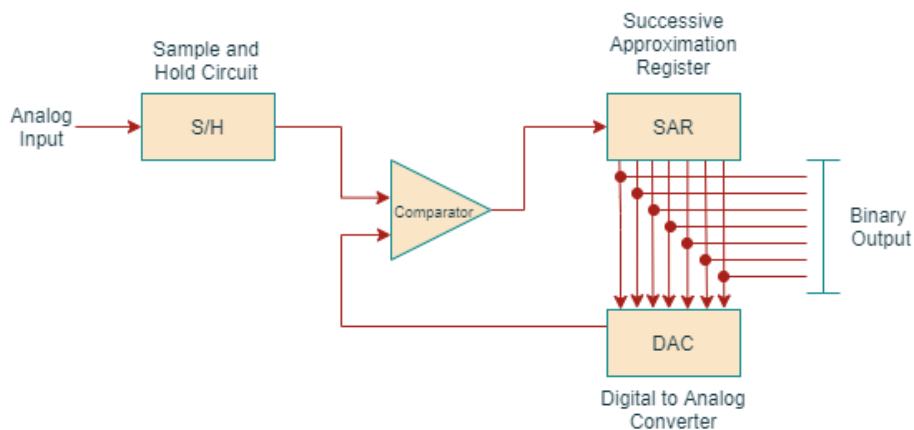 Sample and
Hold Circuit
Successive
Approximation
Register
Analog
Input
S/H
SAR
Comparator
Binary
Output
DAC
Digital to Analog
Converter